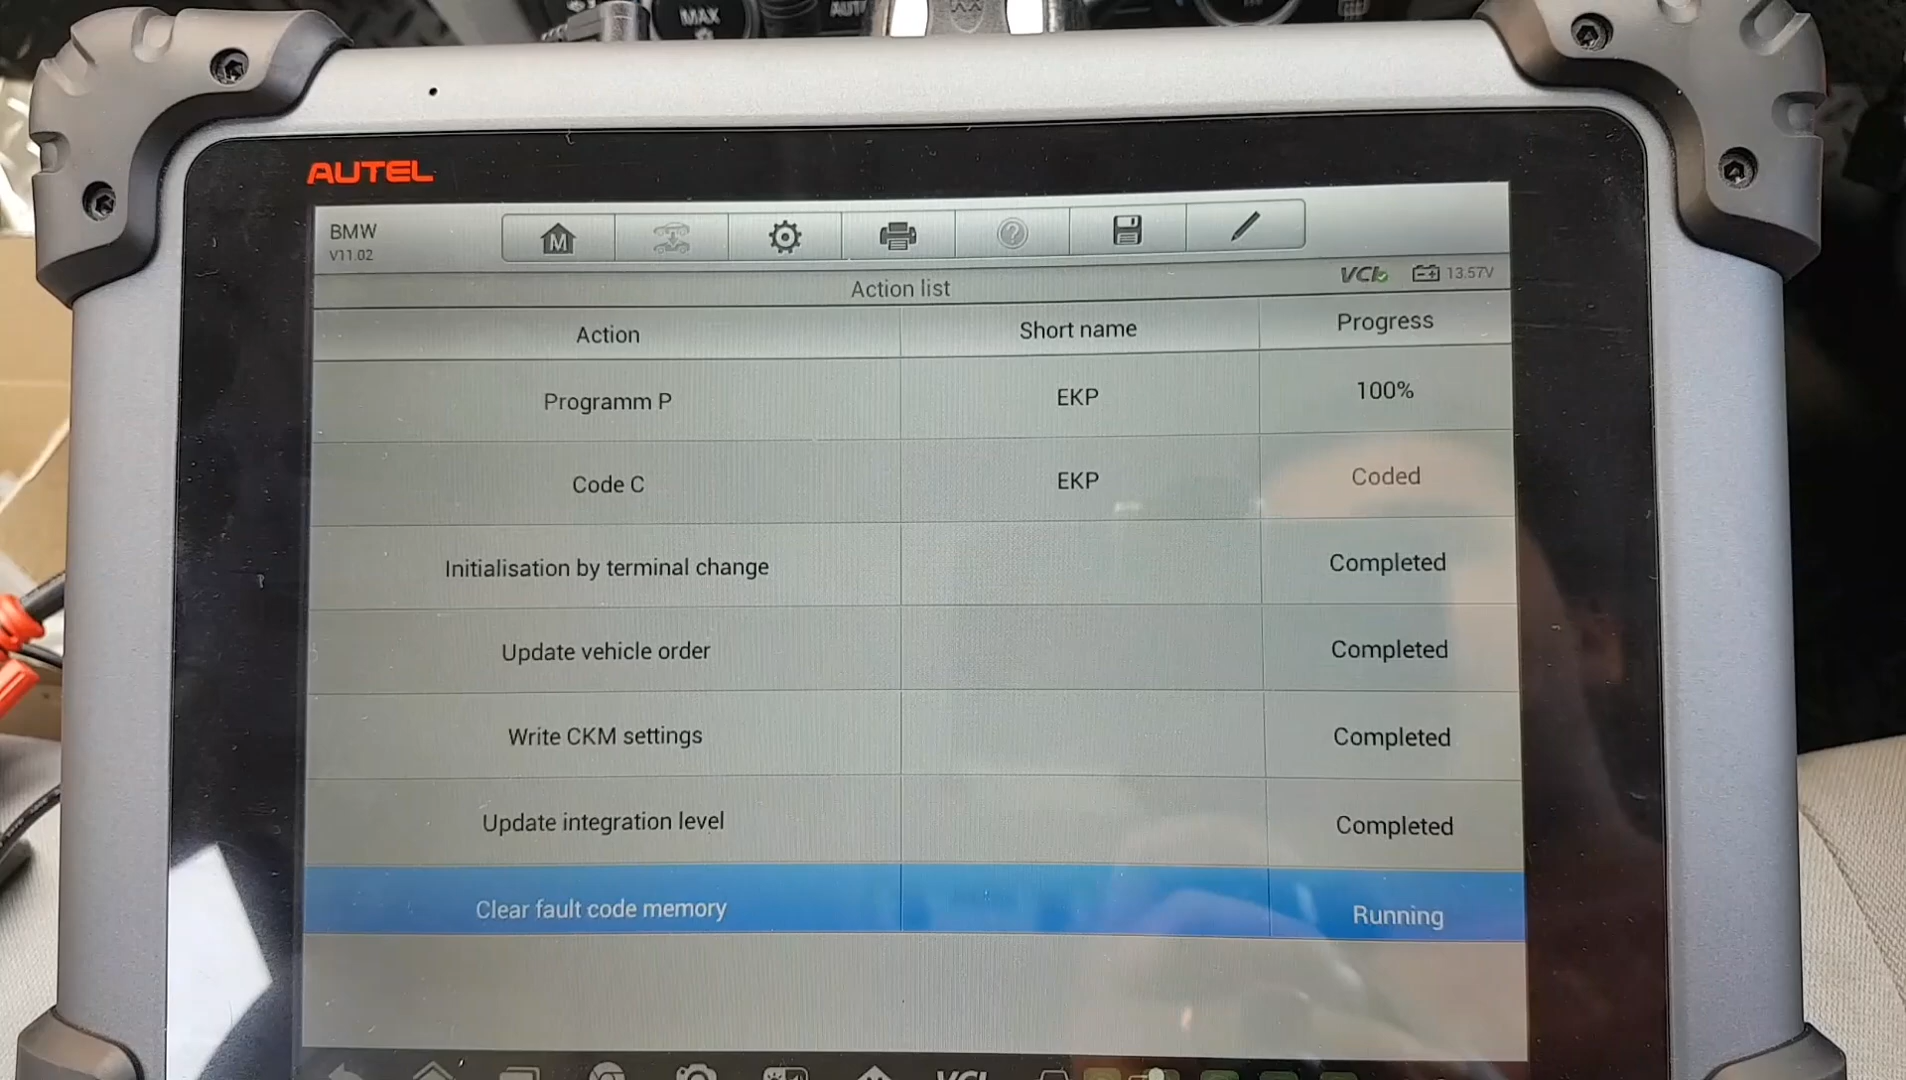 MAX
AUTEL
BMW
V11.02
M
?
VCI
13.57V
Action list
Action
Short name
Progress
Programm P
EKP
100%
Code C
EKP
Coded
Initialisation by terminal change
Completed
Update vehicle order
Completed
Write CKM settings
Completed
Update integration level
Completed
Clear fault code memory
Running
VCI